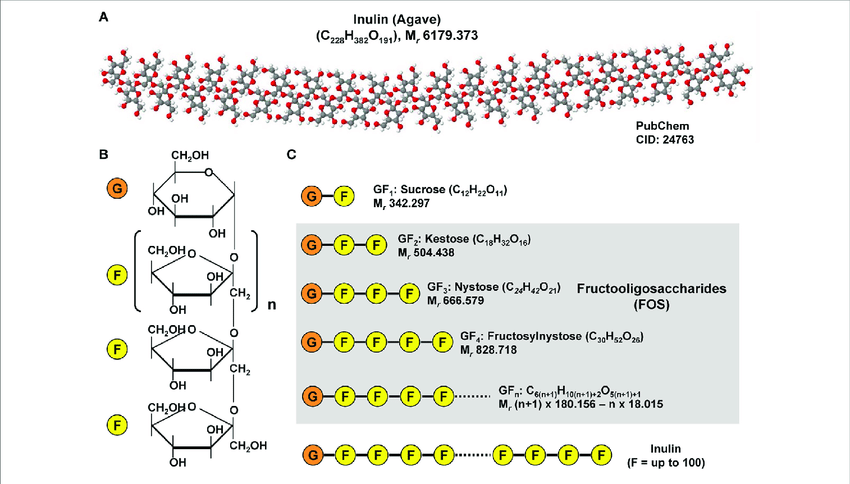 A
Inulin (Agave)
(C₂₂₈H₃₈₂O₁₉₁), Mᵣ 6179.373
PubChem
CID: 24763
B
G
CH₂OH
O
OH
OH
OH
O
F
CH₂OH
O
O
OH
CH₂
OH
n
F
CH₂OH
O
O
OH
CH₂
OH
F
CH₂OH
O
O
OH
CH₂OH
OH
C
G F
GF₁: Sucrose (C₁₂H₂₂O₁₁)
Mᵣ 342.297
G F F
GF₂: Kestose (C₁₈H₃₂O₁₆)
Mᵣ 504.438
G F F F
GF₃: Nystose (C₂₄H₄₂O₂₁)
Mᵣ 666.579
Fructooligosaccharides
(FOS)
G F F F F
GF₄: Fructosylnystose (C₃₀H₅₂O₂₆)
Mᵣ 828.718
G F F F F
GFₙ: C₆₍ₙ₊₁₎H₁₀₍ₙ₊₁₎₊₂O₅₍ₙ₊₁₎₊₁
Mᵣ (n+1) x 180.156 – n x 18.015
G F F F F F F F F
Inulin
(F = up to 100)